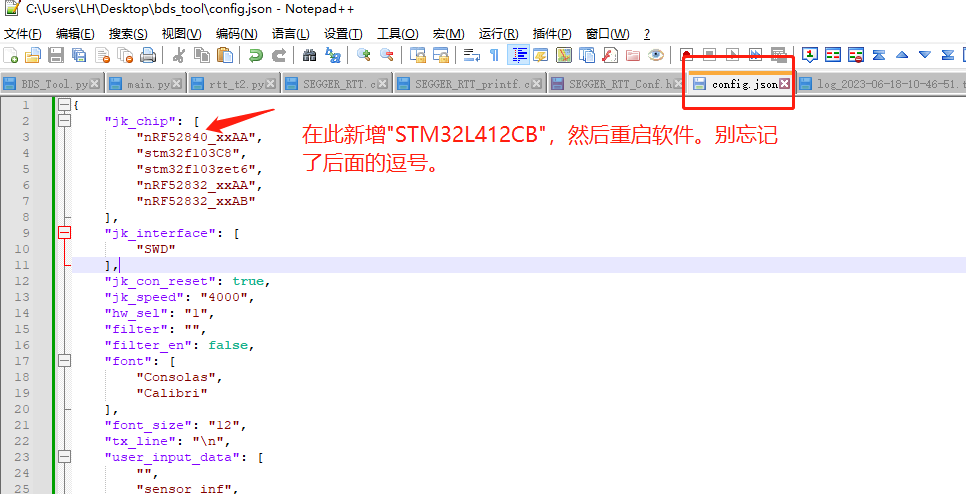 C:\Users\LH\Desktop\bds_tool\config.json - Notepad++
文件(F) 编辑(E) 搜索(S) 视图(V) 编码(N) 语言(L) 设置(T) 工具(O) 宏(M) 运行(R) 插件(P) 窗口(W) ?
BDS_Tool.py main.py rtt_t2.py SEGGER_RTT.c SEGGER_RTT_printf.c SEGGER_RTT_Conf.h config.json log_2023-06-18-10-46-51.t
1 {
2 "jk_chip": [
3 "nRF52840_xxAA",
4 "stm32f103C8",
5 "stm32f103zet6",
6 "nRF52832_xxAA",
7 "nRF52832_xxAB"
8 ],
9 "jk_interface": [
10 "SWD"
11 ],
12 "jk_con_reset": true,
13 "jk_speed": "4000",
14 "hw_sel": "1",
15 "filter": "",
16 "filter_en": false,
17 "font": [
18 "Consolas",
19 "Calibri"
20 ],
21 "font_size": "12",
22 "tx_line": "\n",
23 "user_input_data": [
24 "",
25 "sensor inf",
在此新增"STM32L412CB"，然后重启软件。别忘记
了后面的逗号。